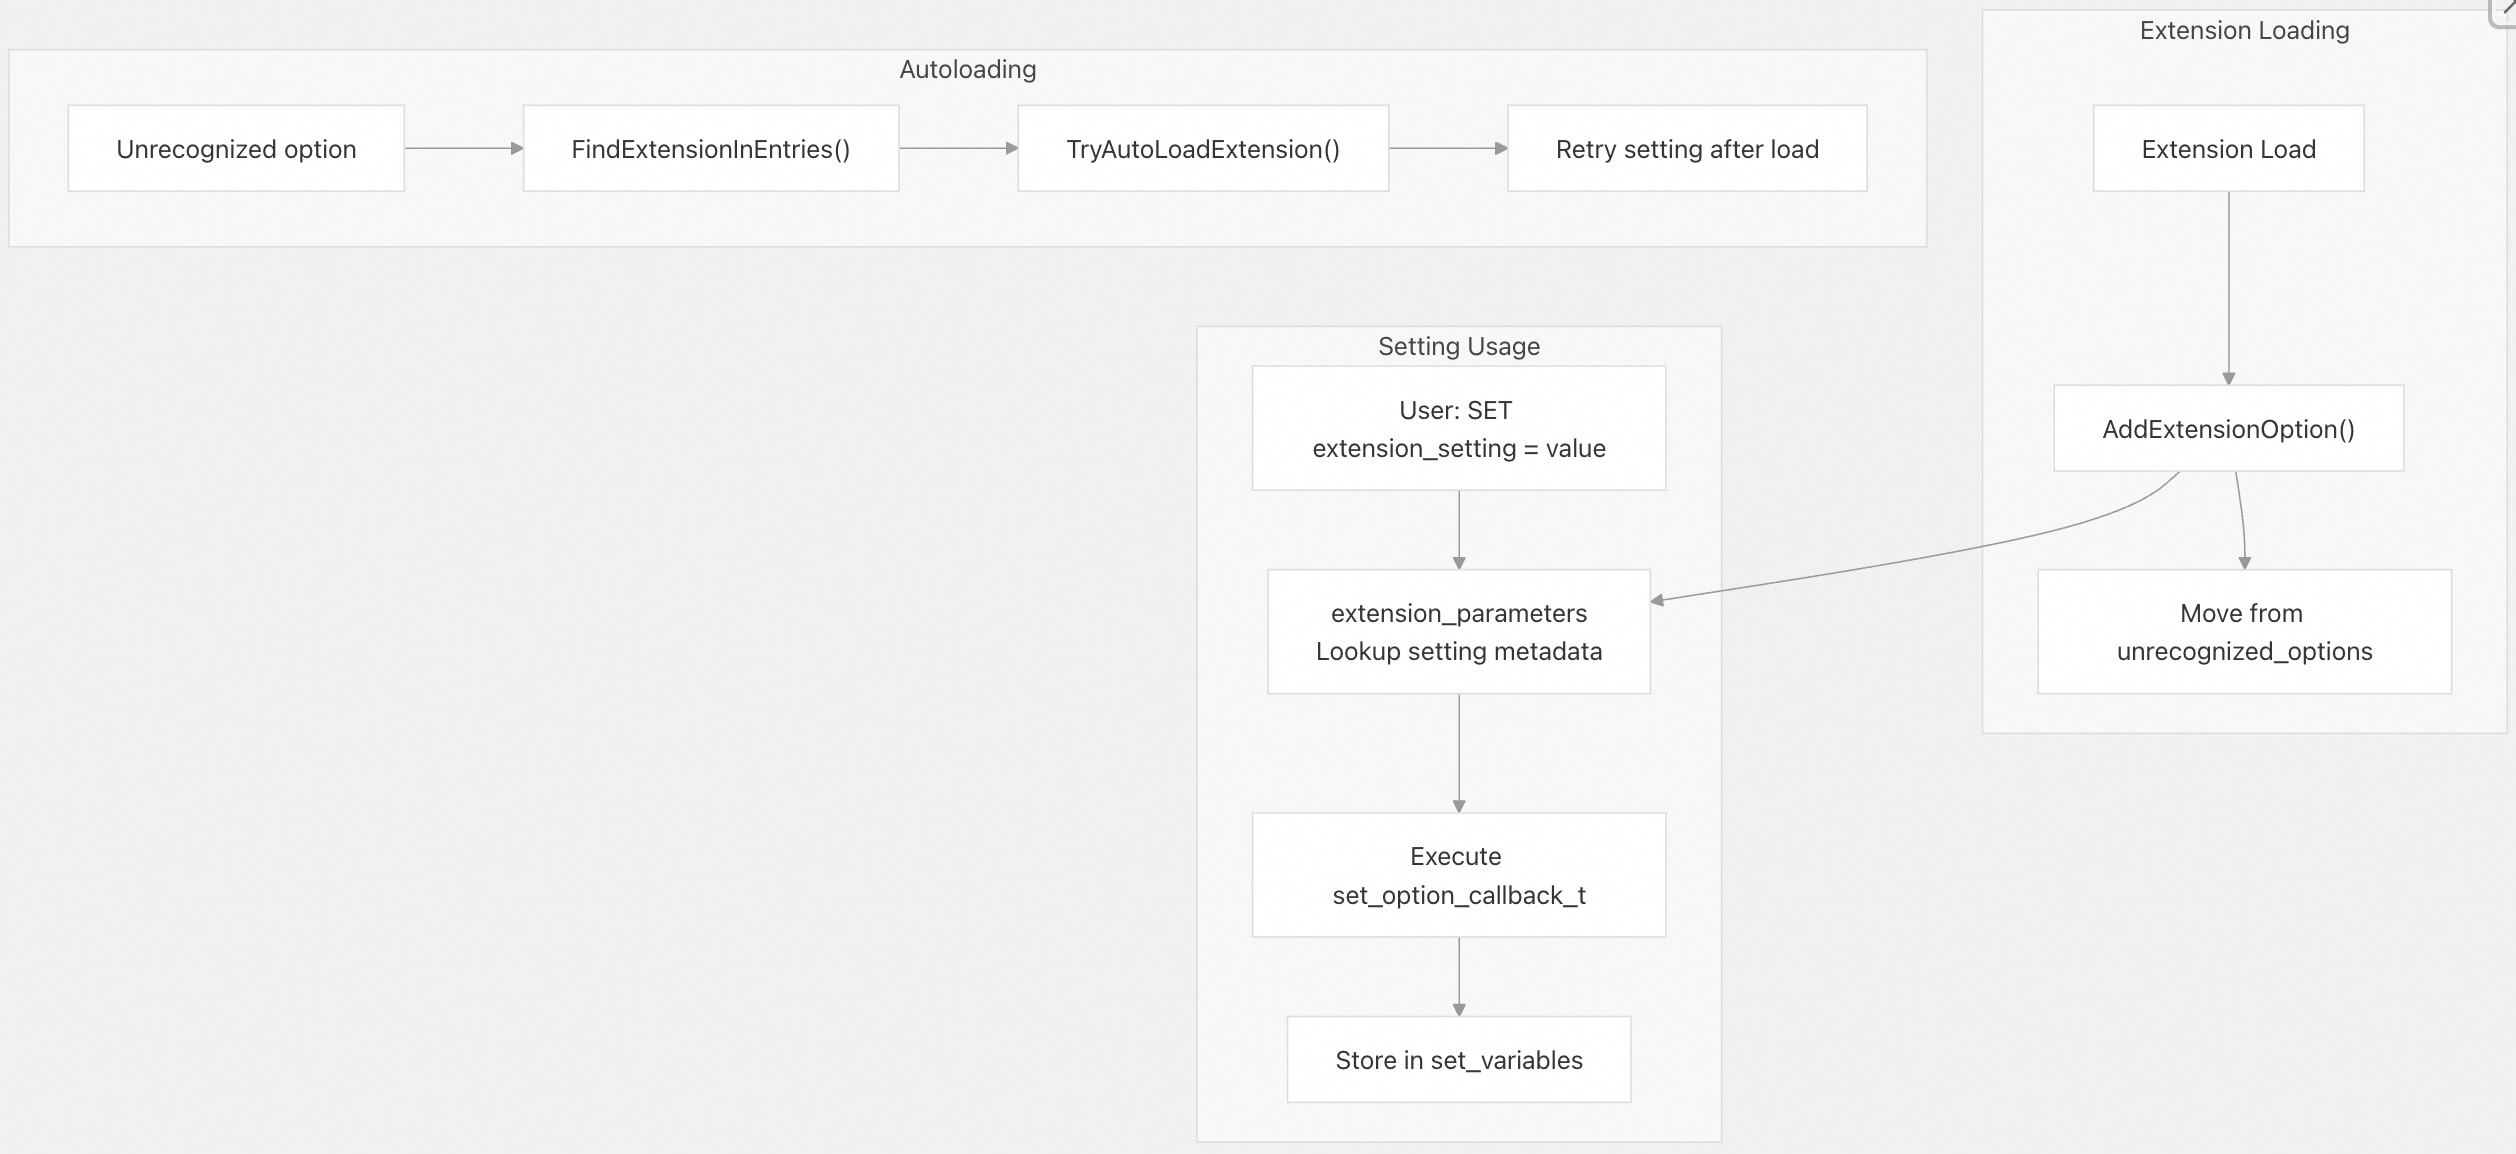 Autoloading
Unrecognized option
FindExtensionInEntries()
TryAutoLoadExtension()
Retry setting after load
Extension Loading
Extension Load
AddExtensionOption()
Move from
unrecognized_options
Setting Usage
User: SET
extension_setting = value
extension_parameters
Lookup setting metadata
Execute
set_option_callback_t
Store in set_variables